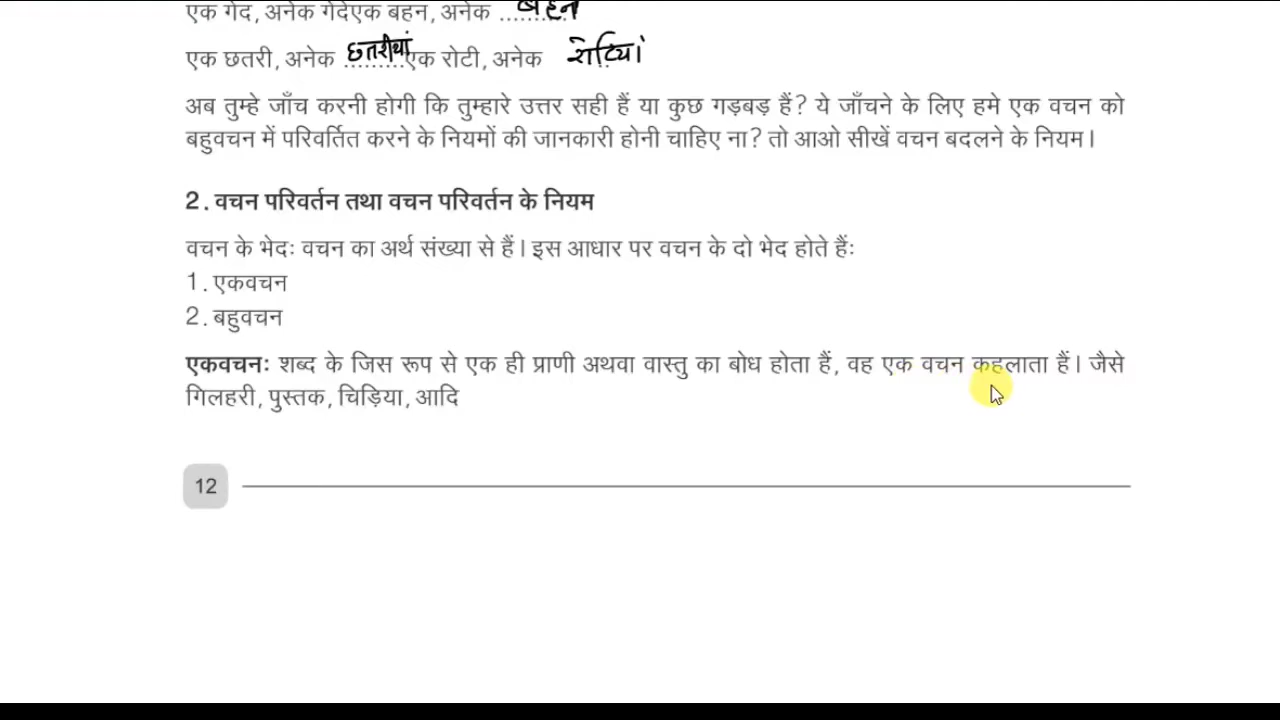 एक गेंद, अनेक गेंदेएक बहन, अनेक .......... बहन
एक छतरी, अनेक छतरीयां .........एक रोटी, अनेक रोटियां
अब तुम्हे जाँच करनी होगी कि तुम्हारे उत्तर सही हैं या कुछ गड़बड़ हैं? ये जाँचने के लिए हमे एक वचन को
बहुवचन में परिवर्तित करने के नियमों की जानकारी होनी चाहिए ना? तो आओ सीखें वचन बदलने के नियम।
2. वचन परिवर्तन तथा वचन परिवर्तन के नियम
वचन के भेदः वचन का अर्थ संख्या से हैं। इस आधार पर वचन के दो भेद होते हैंः
1. एकवचन
2. बहुवचन
एकवचनः शब्द के जिस रूप से एक ही प्राणी अथवा वास्तु का बोध होता हैं, वह एक वचन कहलाता हैं। जैसे
गिलहरी, पुस्तक, चिड़िया, आदि
12